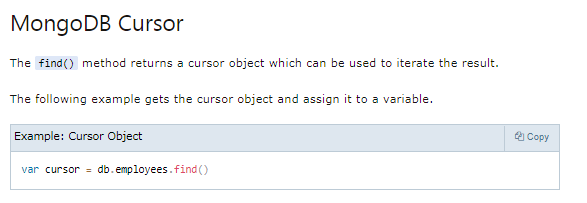 MongoDB Cursor
The find() method returns a cursor object which can be used to iterate the result.
The following example gets the cursor object and assign it to a variable.
Example: Cursor Object
Copy
var cursor = db.employees.find()